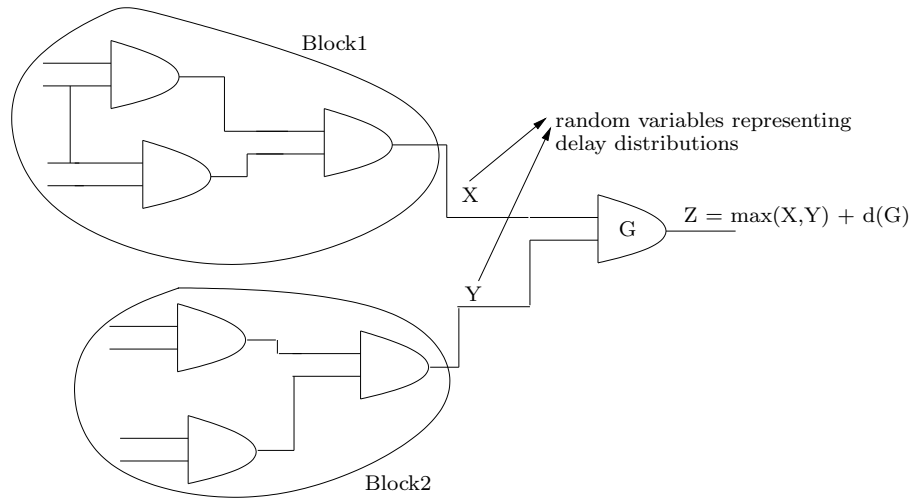 Block1
random variables representing
delay distributions
X
Z = max(X,Y) + d(G)
G
Y
Block2